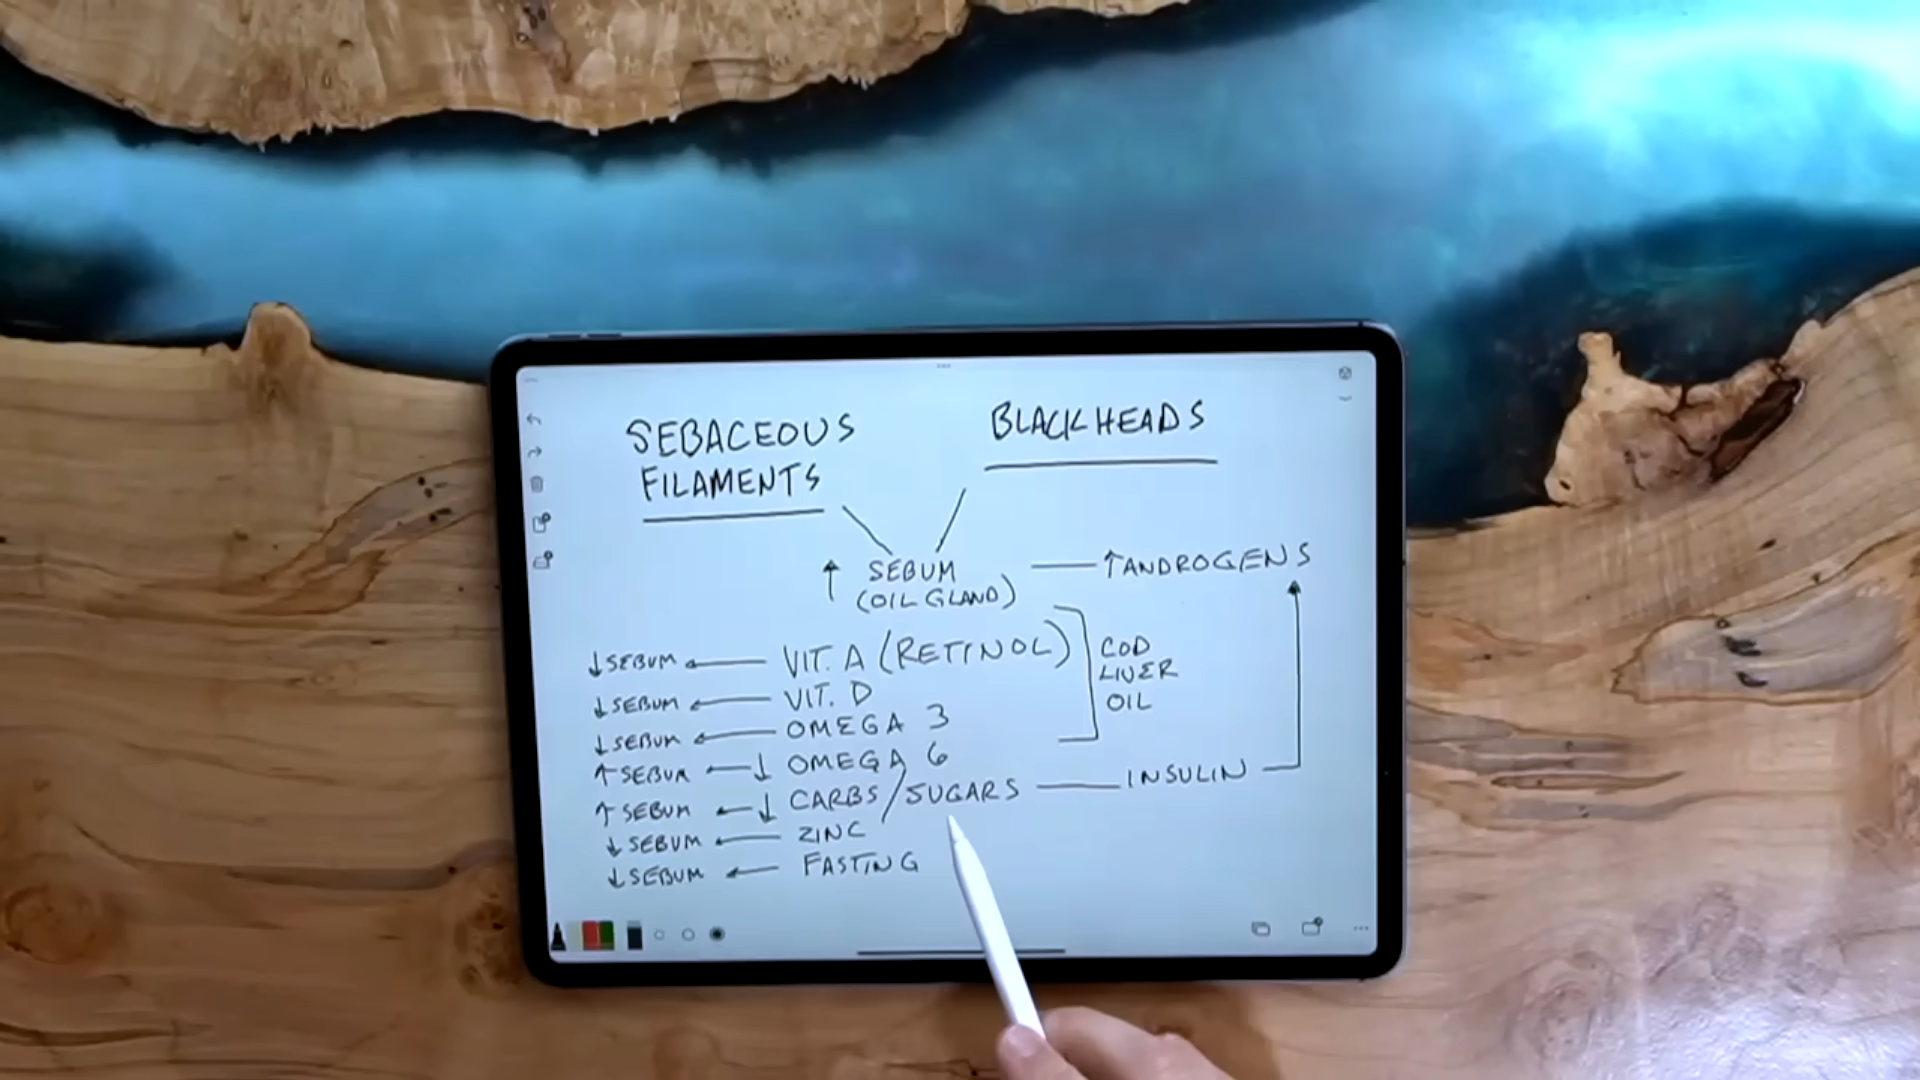 SEBACEOUS
FILAMENTS
BLACKHEADS
↑ SEBUM — ↑ANDROGENS
(OIL GLAND)
↓SEBUM ← VIT. A (RETINOL)
↓SEBUM ← VIT. D
↓SEBUM ← OMEGA 3
COD
LIVER
OIL
↑SEBUM ← ↓ OMEGA 6
↑SEBUM ← ↓ CARBS/SUGARS — INSULIN
↓SEBUM ← ZINC
↓SEBUM ← FASTING